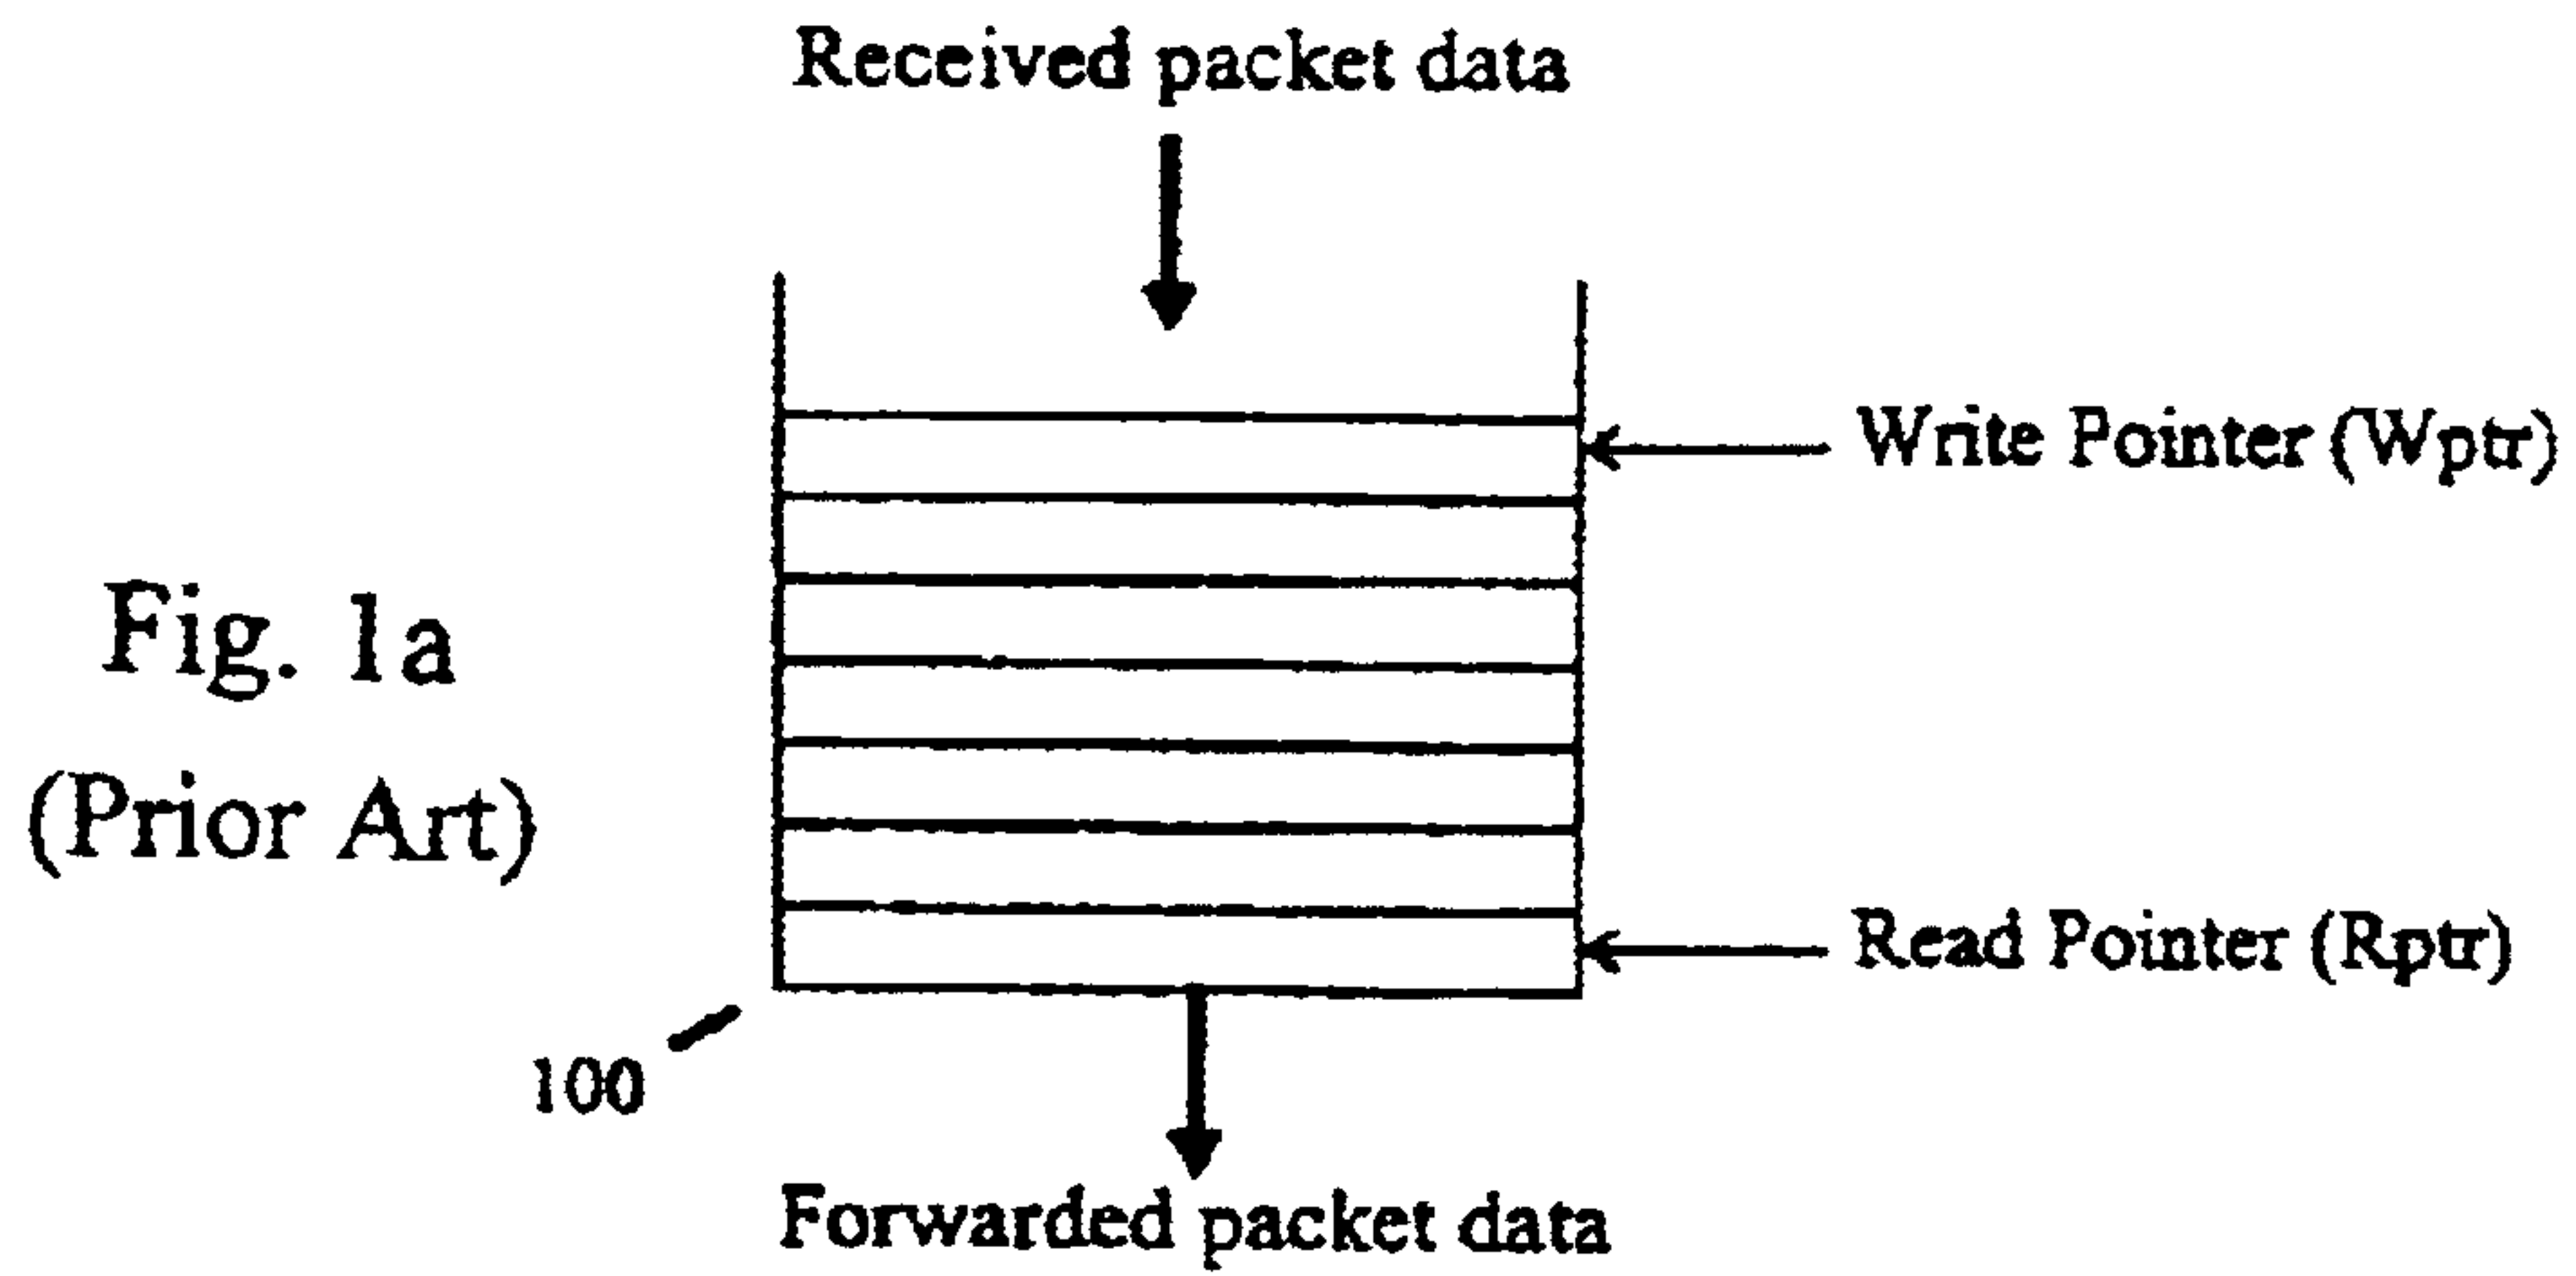 Received packet data
Write Pointer (Wptr)
Fig. 1a
(Prior Art)
Read Pointer (Rptr)
100
Forwarded packet data